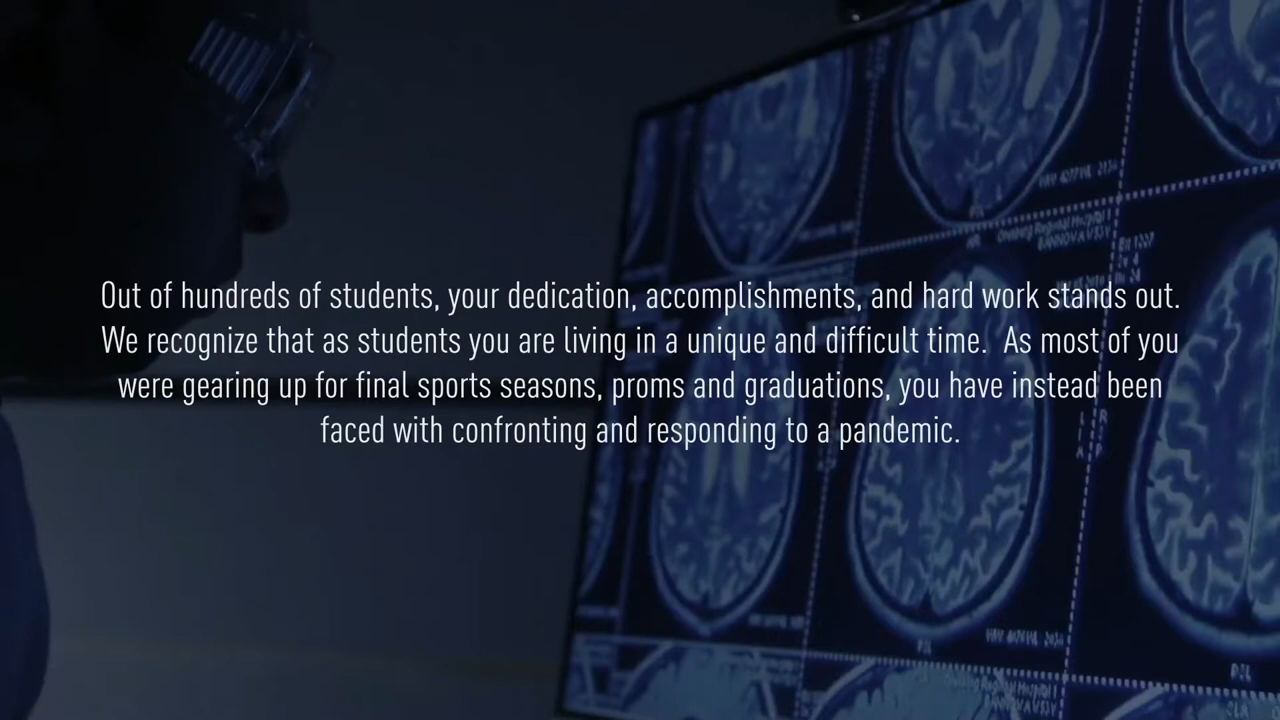 Out of hundreds of students, your dedication, accomplishments, and hard work stands out.
We recognize that as students you are living in a unique and difficult time.  As most of you
were gearing up for final sports seasons, proms and graduations, you have instead been
faced with confronting and responding to a pandemic.